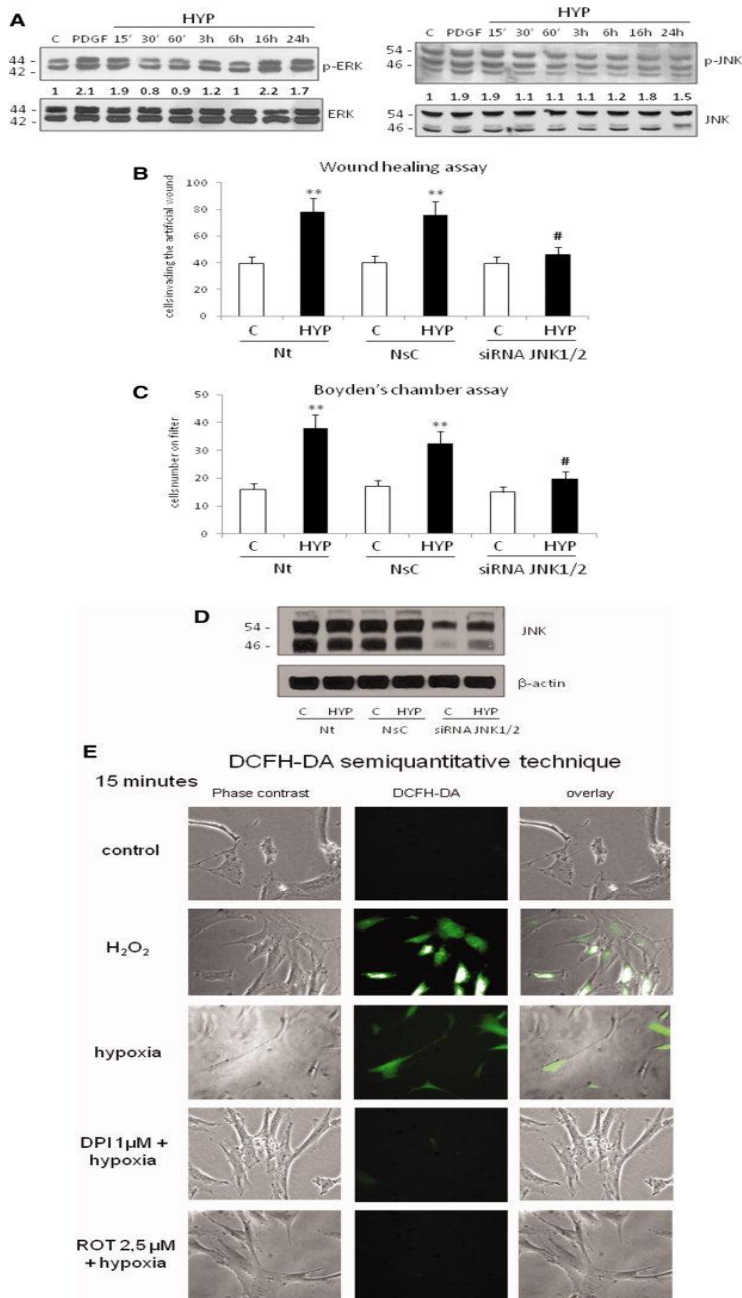 A
HYP
C PDGF 15' 30' 60' 3h 6h 16h 24h
44 -
42 -
p-ERK
1 2.1 1.9 0.8 0.9 1.2 1 2.2 1.7
44 -
42 -
ERK
HYP
C PDGF 15' 30' 60' 3h 6h 16h 24h
54 -
46 -
p-JNK
1 1.9 1.9 1.1 1.1 1.1 1.2 1.8 1.5
54 -
46 -
JNK
B
Wound healing assay
cells invading the artificial wound
100
80
60
40
20
0
** ** #
C HYP C HYP C HYP
Nt NsC siRNA JNK1/2
C
Boyden's chamber assay
cells number on filter
50
40
30
20
10
0
** ** #
C HYP C HYP C HYP
Nt NsC siRNA JNK1/2
D
54 -
46 -
JNK
β-actin
C HYP C HYP C HYP
Nt NsC siRNA JNK1/2
E
DCFH-DA semiquantitative technique
15 minutes
Phase contrast DCFH-DA overlay
control
H₂O₂
hypoxia
DPI 1µM +
hypoxia
ROT 2,5 µM
+ hypoxia